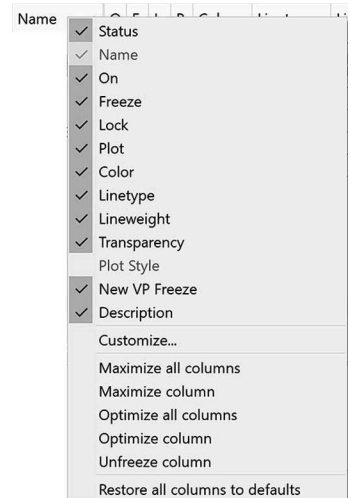 Name
Status
Name
On
Freeze
Lock
Plot
Color
Linetype
Lineweight
Transparency
Plot Style
New VP Freeze
Description
Customize...
Maximize all columns
Maximize column
Optimize all columns
Optimize column
Unfreeze column
Restore all columns to defaults